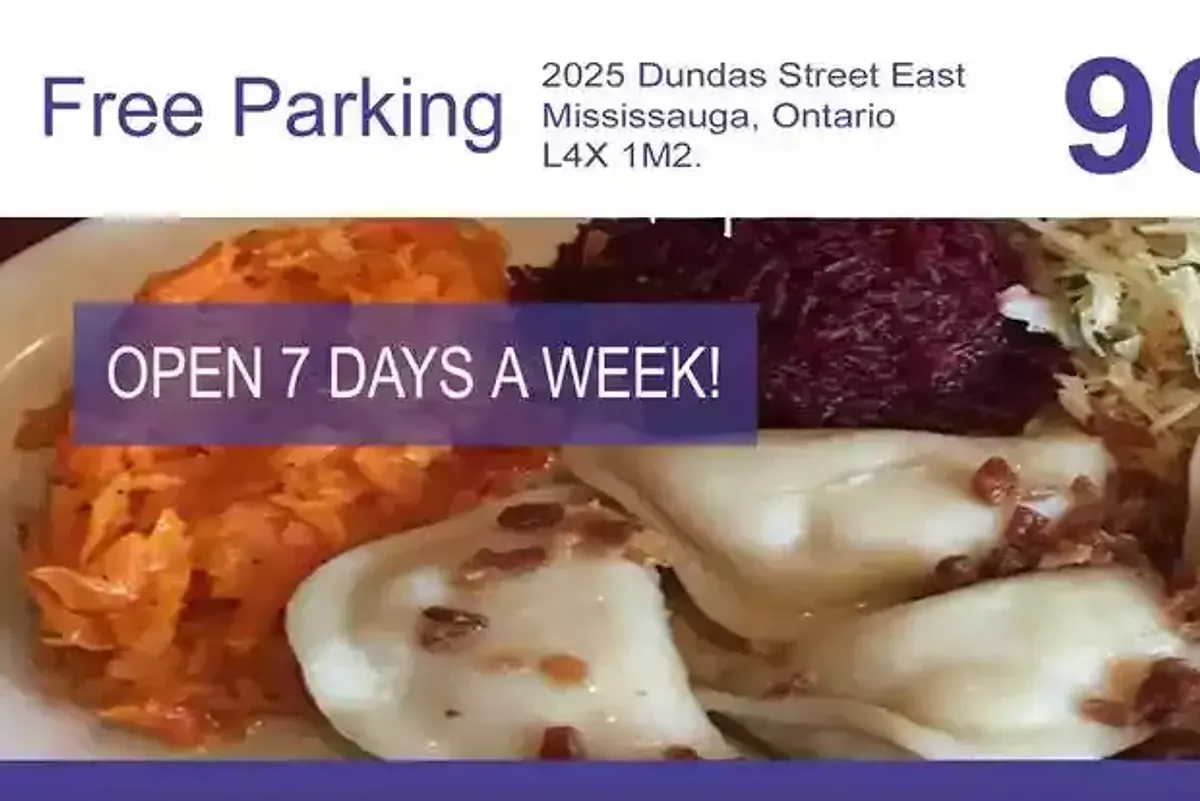 Free Parking
2025 Dundas Street East
Mississauga, Ontario
L4X 1M2.
OPEN 7 DAYS A WEEK!